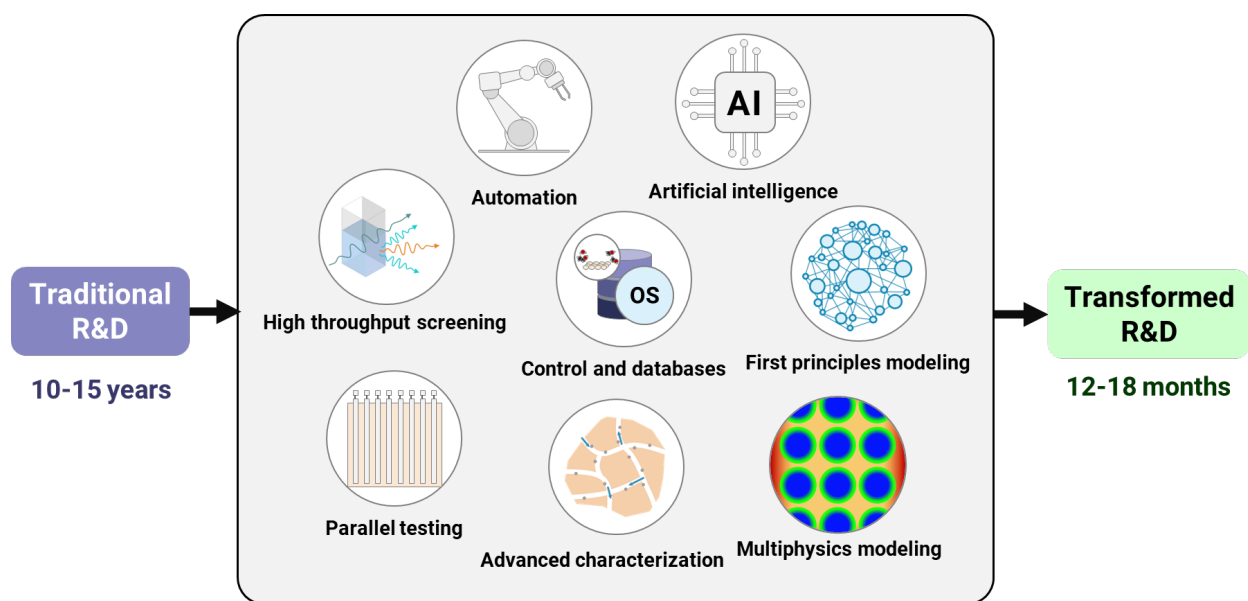 Traditional
R&D
10-15 years
Automation
AI
Artificial intelligence
High throughput screening
OS
Control and databases
First principles modeling
Parallel testing
Advanced characterization
Multiphysics modeling
Transformed
R&D
12-18 months